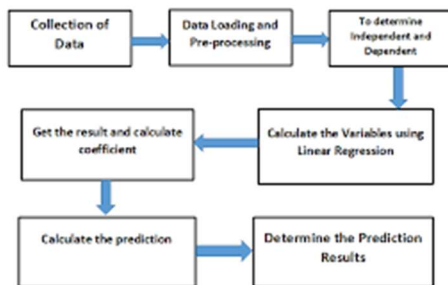 Collection of
Data
Data Loading and
Pre-processing
To determine
Independent and
Dependent
Get the result and calculate
coefficient
Calculate the Variables using
Linear Regression
Calculate the prediction
Determine the Prediction
Results